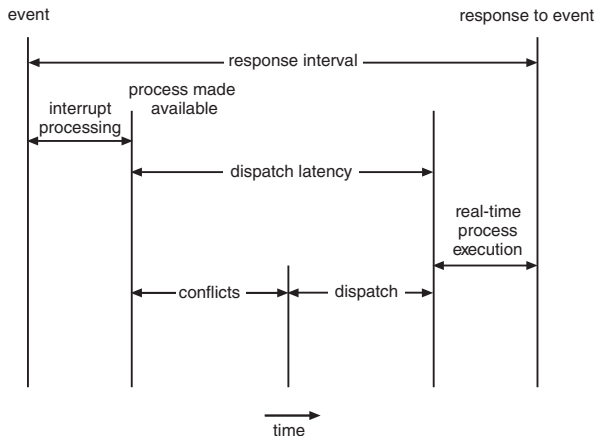 event
response to event
response interval
process made
available
interrupt
processing
dispatch latency
real-time
process
execution
conflicts
dispatch
time